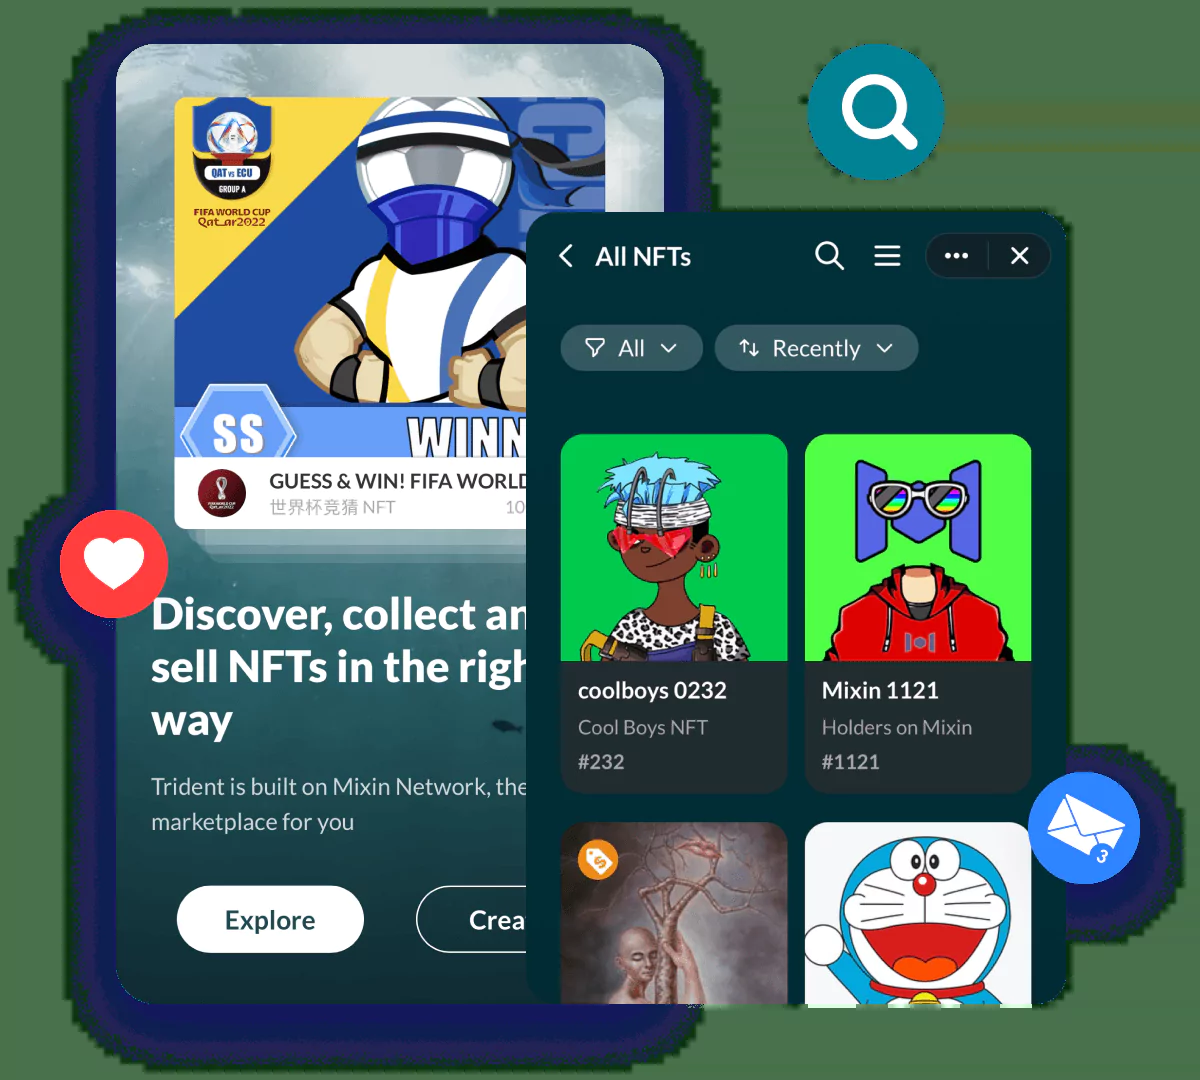 QAT VS ECU
GROUP A
FIFA WORLD CUP
Qatar2022
SS
WINN
GUESS & WIN! FIFA WORLD
世界杯竞猜 NFT
10
Discover, collect an
sell NFTs in the righ
way
Trident is built on Mixin Network, the
marketplace for you
Explore
Crea
All NFTs
All
Recently
coolboys 0232
Cool Boys NFT
#232
Mixin 1121
Holders on Mixin
#1121
3